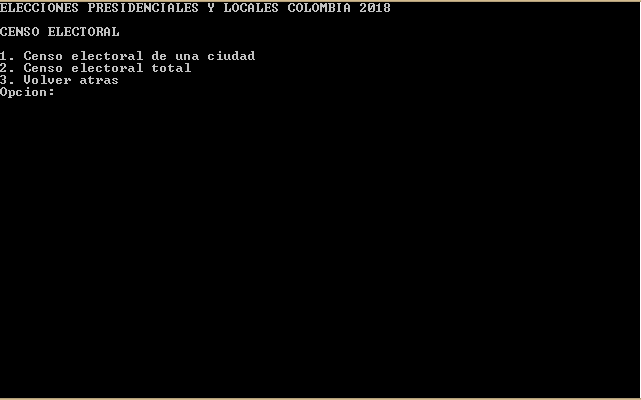 ELECCIONES PRESIDENCIALES Y LOCALES COLOMBIA 2018
CENSO ELECTORAL
1. Censo electoral de una ciudad
2. Censo electoral total
3. Volver atras
Opcion: